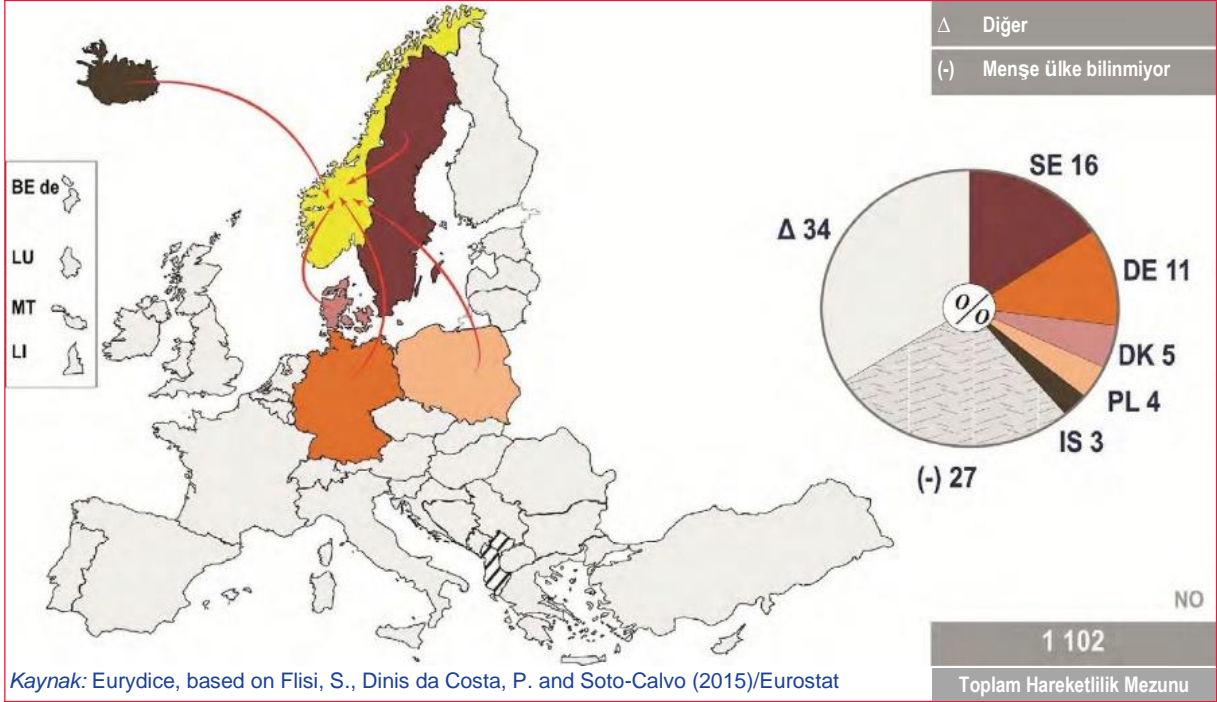 Δ Diğer
(-) Menşe ülke bilinmiyor
BE de
LU
MT
LI
SE 16
Δ 34
DE 11
%
DK 5
PL 4
IS 3
(-) 27
NO
1 102
Toplam Hareketlilik Mezunu
Kaynak: Eurydice, based on Flisi, S., Dinis da Costa, P. and Soto-Calvo (2015)/Eurostat